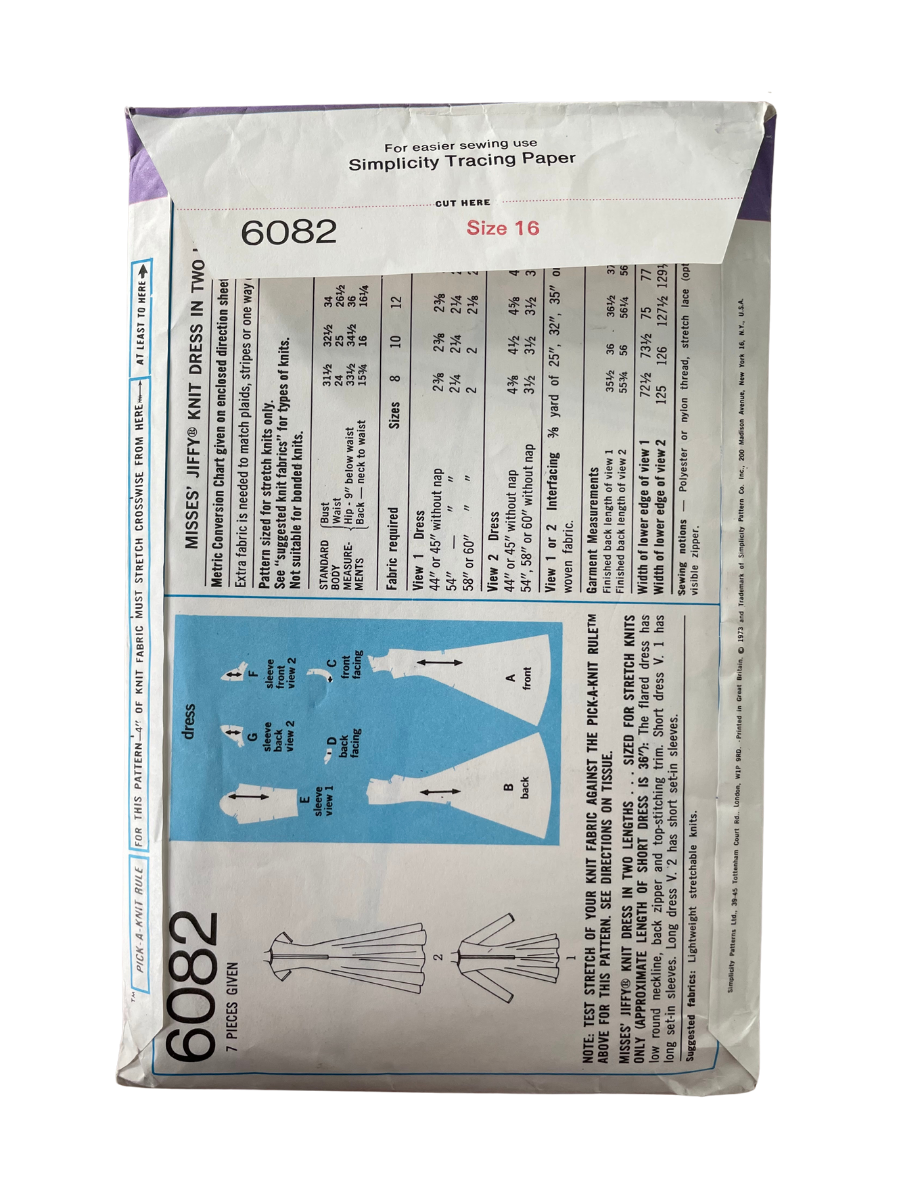 For easier sewing use
Simplicity Tracing Paper
CUT HERE
6082
Size 16
™ PICK-A-KNIT RULE FOR THIS PATTERN—4" OF KNIT FABRIC MUST STRETCH CROSSWISE FROM HERE AT LEAST TO HERE
6082
7 PIECES GIVEN
2
1
dress
E
sleeve
view 1
G
sleeve
back
view 2
F
sleeve
front
view 2
D
back
facing
C
front
facing
B
back
A
front
NOTE: TEST STRETCH OF YOUR KNIT FABRIC AGAINST THE PICK-A-KNIT RULE™
ABOVE FOR THIS PATTERN. SEE DIRECTIONS ON TISSUE.
MISSES' JIFFY® KNIT DRESS IN TWO LENGTHS . . . SIZED FOR STRETCH KNITS
ONLY (APPROXIMATE LENGTH OF SHORT DRESS IS 36"): The flared dress has
low round neckline, back zipper and top-stitching trim. Short dress V. 1 has
long set-in sleeves. Long dress V. 2 has short set-in sleeves.
Suggested fabrics: Lightweight stretchable knits.
MISSES' JIFFY® KNIT DRESS IN TWO
Metric Conversion Chart given on enclosed direction sheet
Extra fabric is needed to match plaids, stripes or one way
Pattern sized for stretch knits only.
See "suggested knit fabrics" for types of knits.
Not suitable for bonded knits.
STANDARD BODY MEASURE-MENTS
Bust 31½ 32½ 34
Waist 24 25 26½
Hip - 9" below waist 33½ 34½ 36
Back — neck to waist 15¾ 16 16¼
Fabric required Sizes 8 10 12
View 1 Dress
44" or 45" without nap 2⅜ 2⅜ 2⅜
54" — " " 2¼ 2¼ 2¼
58" or 60" " " 2 2 2⅛
View 2 Dress
44" or 45" without nap 4⅜ 4½ 4⅝
54", 58" or 60" without nap 3½ 3½ 3½
View 1 or 2 Interfacing ⅜ yard of 25", 32", 35"
woven fabric.
Garment Measurements
Finished back length of view 1 35½ 36 36½
Finished back length of view 2 55¾ 56 56¼ 56
Width of lower edge of view 1 72½ 73½ 75 77
Width of lower edge of view 2 125 126 127½
Sewing notions — Polyester or nylon thread, stretch lace
visible zipper.
Simplicity Patterns Ltd., 39-45 Tottenham Court Rd., London, W1P 9RD. Printed in Great Britain. © 1973 and Trademark of Simplicity Pattern Co. Inc., 200 Madison Avenue, New York 16, N.Y., U.S.A.